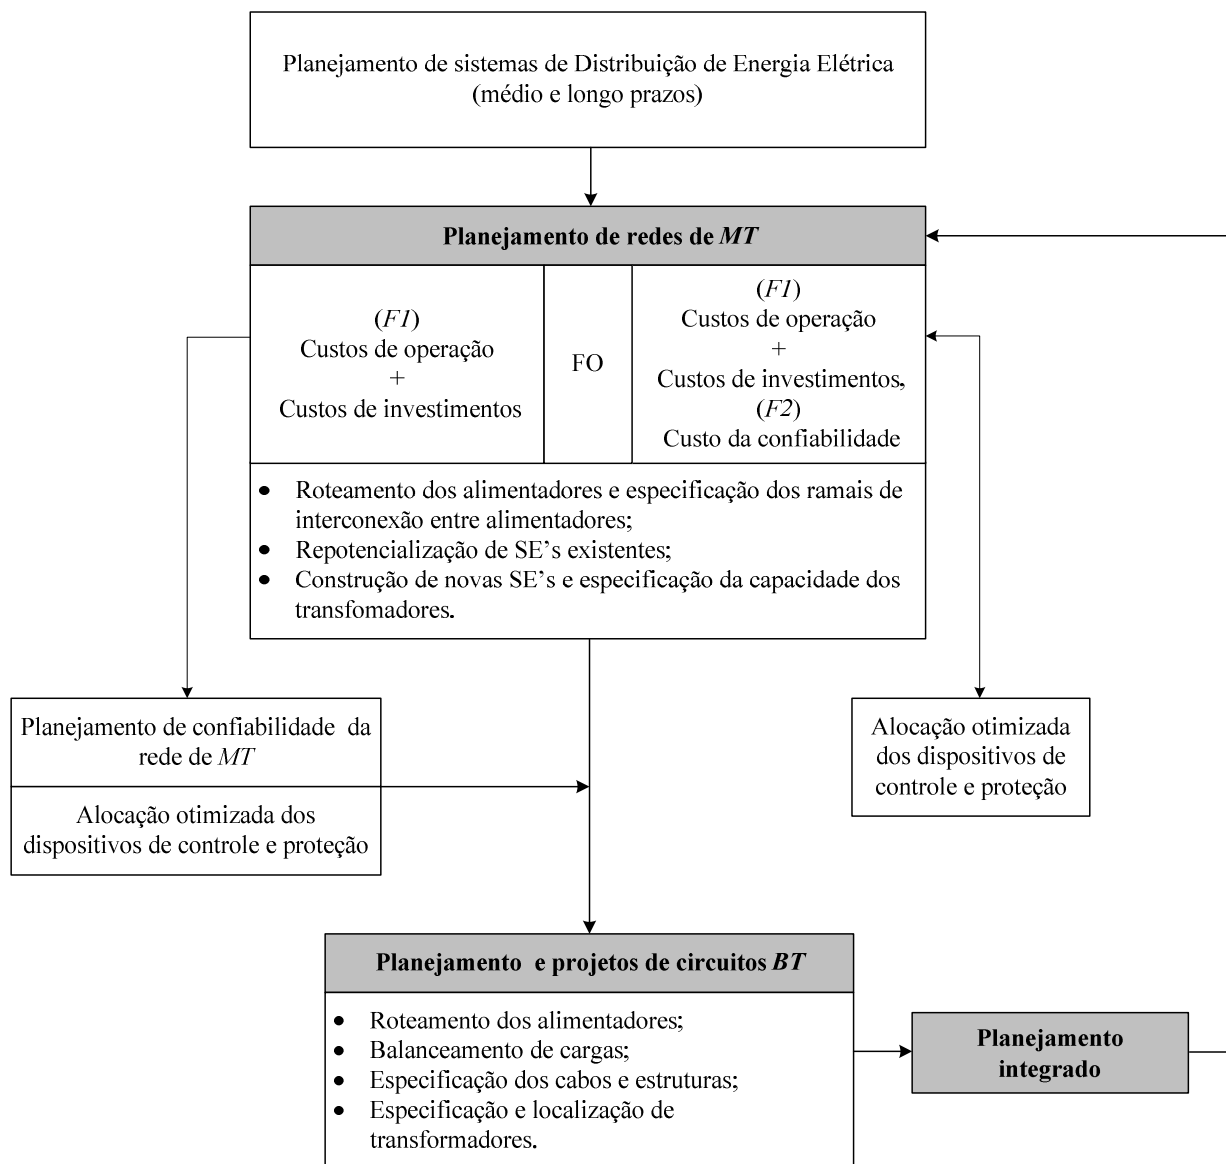 Planejamento de sistemas de Distribuição de Energia Elétrica
(médio e longo prazos)
Planejamento de redes de MT
(F1)
Custos de operação
+
Custos de investimentos
FO
(F1)
Custos de operação
+
Custos de investimentos,
(F2)
Custo da confiabilidade
• Roteamento dos alimentadores e especificação dos ramais de
interconexão entre alimentadores;
• Repotencialização de SE's existentes;
• Construção de novas SE's e especificação da capacidade dos
transfomadores.
Planejamento de confiabilidade da
rede de MT
Alocação otimizada dos
dispositivos de controle e proteção
Alocação otimizada
dos dispositivos de
controle e proteção
Planejamento e projetos de circuitos BT
• Roteamento dos alimentadores;
• Balanceamento de cargas;
• Especificação dos cabos e estruturas;
• Especificação e localização de
transformadores.
Planejamento
integrado